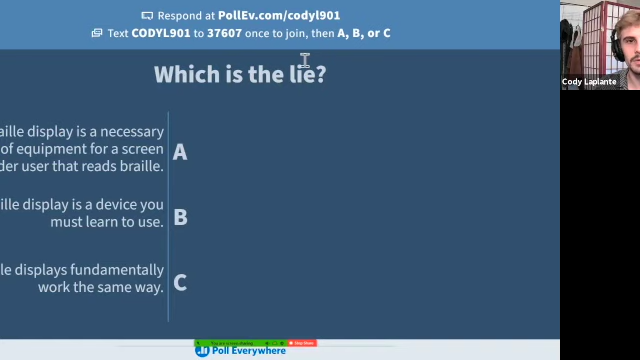 Respond at PollEv.com/codyl901
Text CODYL901 to 37607 once to join, then A, B, or C
Which is the lie?
aille display is a necessary
of equipment for a screen
der user that reads braille.
A
ille display is a device you
must learn to use.
B
le displays fundamentally
work the same way.
C
Cody Laplante
Stop Share
Poll Everywhere